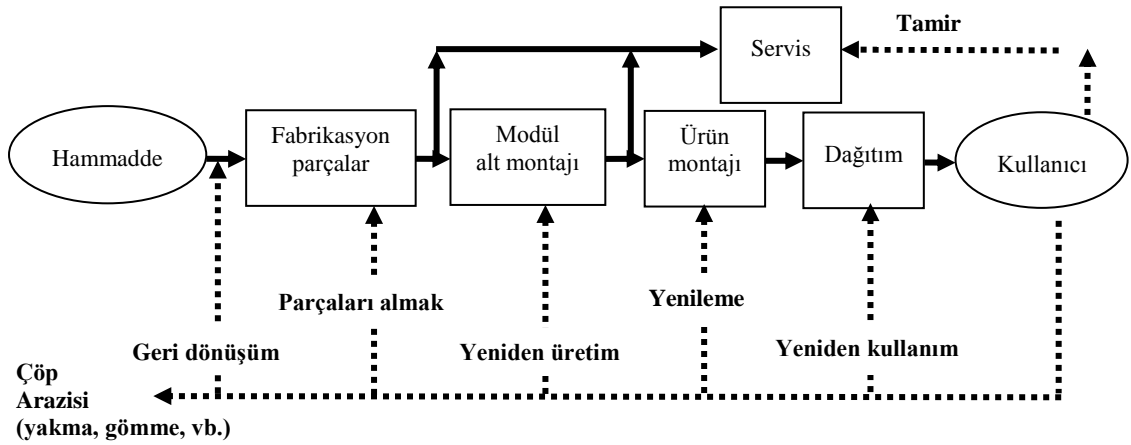 Tamir
Servis
Hammadde
Fabrikasyon
parçalar
Modül
alt montajı
Ürün
montajı
Dağıtım
Kullanıcı
Parçaları almak
Yenileme
Geri dönüşüm
Yeniden üretim
Yeniden kullanım
Çöp
Arazisi
(yakma, gömme, vb.)